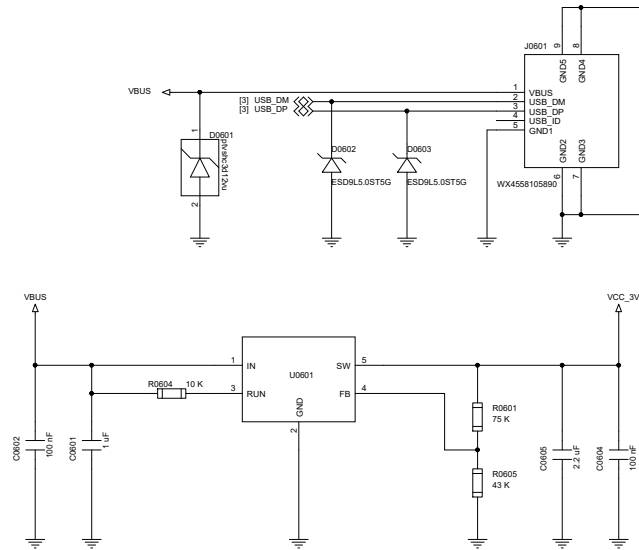 J0601
9
8
GND5
GND4
VBUS
1
VBUS
[3] USB_DM
2
USB_DM
[3] USB_DP
3
USB_DP
4
USB_ID
5
GND1
1
D0601
ptvshc3d12vu
2
D0602
D0603
ESD9L5.0ST5G
ESD9L5.0ST5G
GND2
GND3
6
7
WX4558105890
VBUS
VCC_3V
1
IN
SW
5
U0601
R0604
10 K
3
RUN
FB
4
GND
2
R0601
75 K
R0605
43 K
C0602
100 nF
C0601
1 uF
C0605
2.2 uF
C0604
100 nF